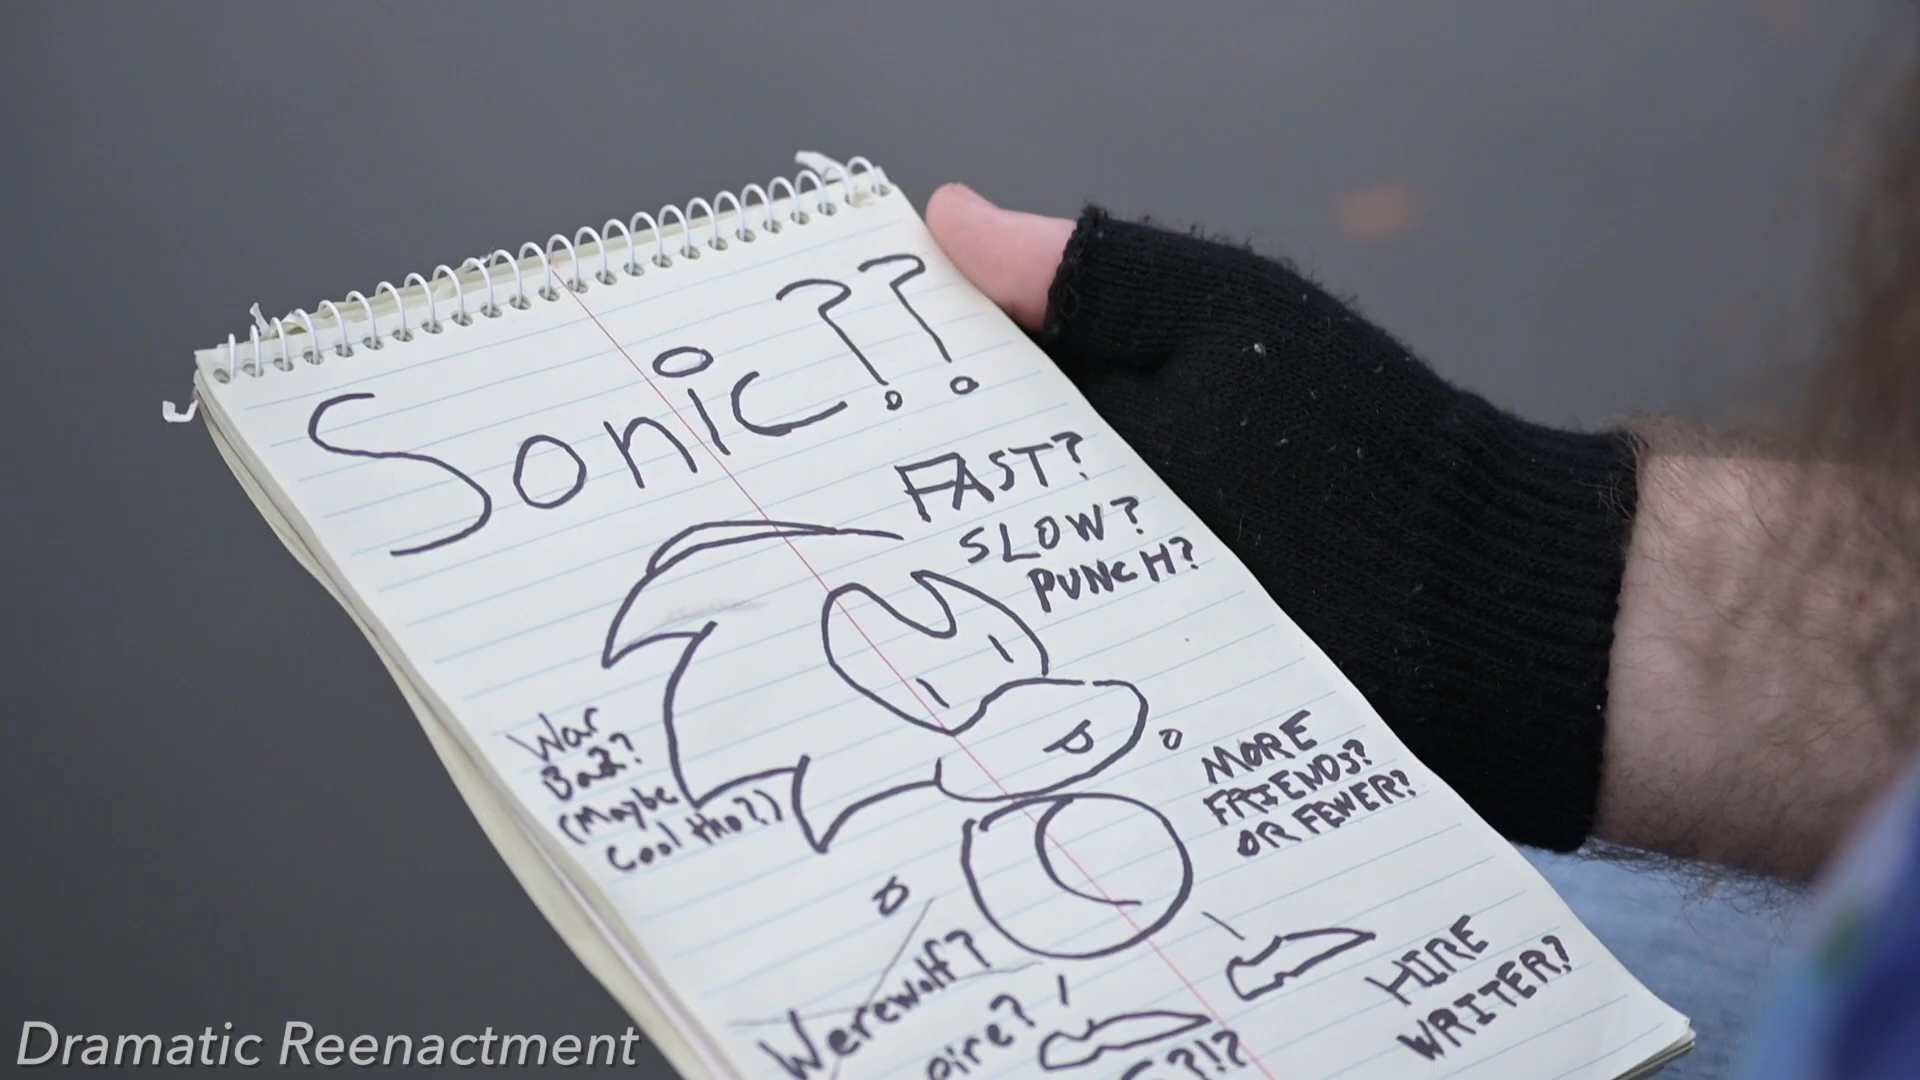 Sonic??
FAST?
SLOW?
PUNCH?
War
Bad?
(Maybe
Cool tho?)
MORE
FRIENDS?
OR FEWER?
Werewolf?
HIRE
WRITER?
?!?
Dramatic Reenactment